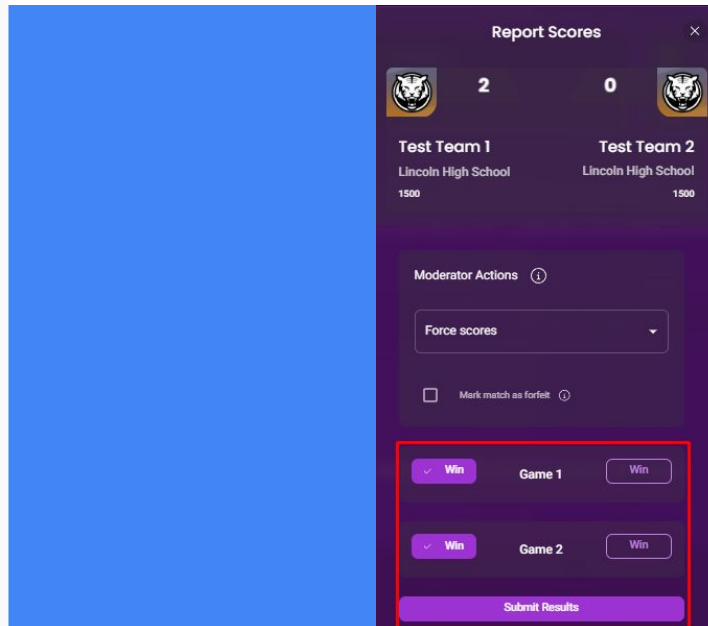 Report Scores
2 0
Test Team 1 Test Team 2
Lincoln High School Lincoln High School
1500 1500
Moderator Actions
Force scores
Mark match as forfeit
Win Game 1 Win
Win Game 2 Win
Submit Results